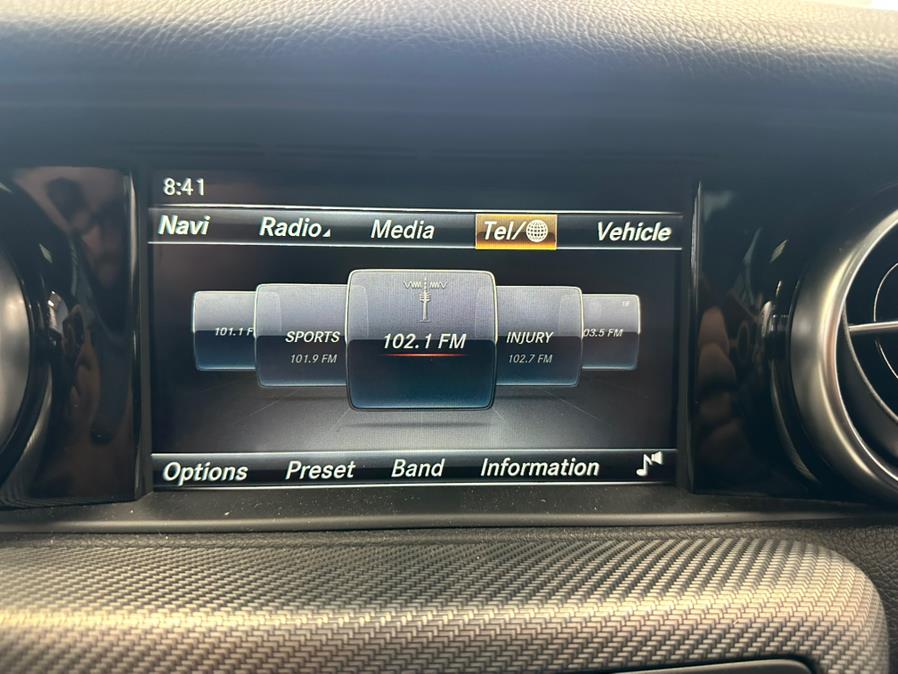 8:41
Navi Radio Media Tel/ Vehicle
101.1 F SPORTS 101.9 FM 102.1 FM INJURY 102.7 FM 03.5 FM
Options Preset Band Information